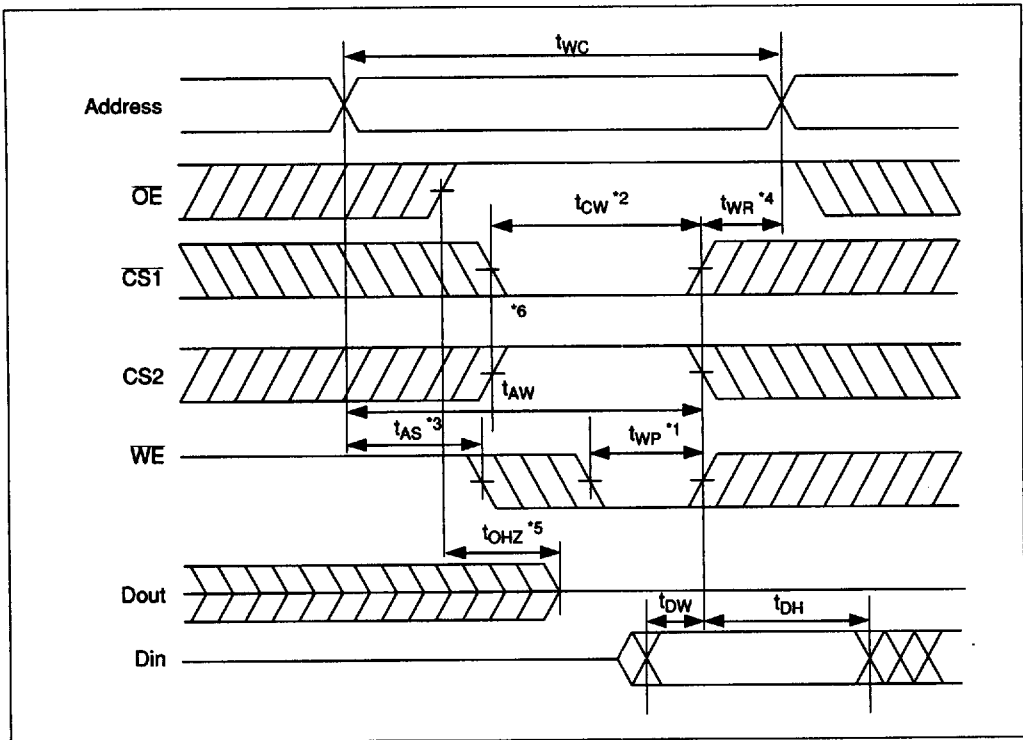 tWC
Address
OE
tCW *2
tWR *4
CS1
*6
CS2
tAW
tAS *3
tWP *1
WE
tOHZ *5
Dout
tDW
tDH
Din